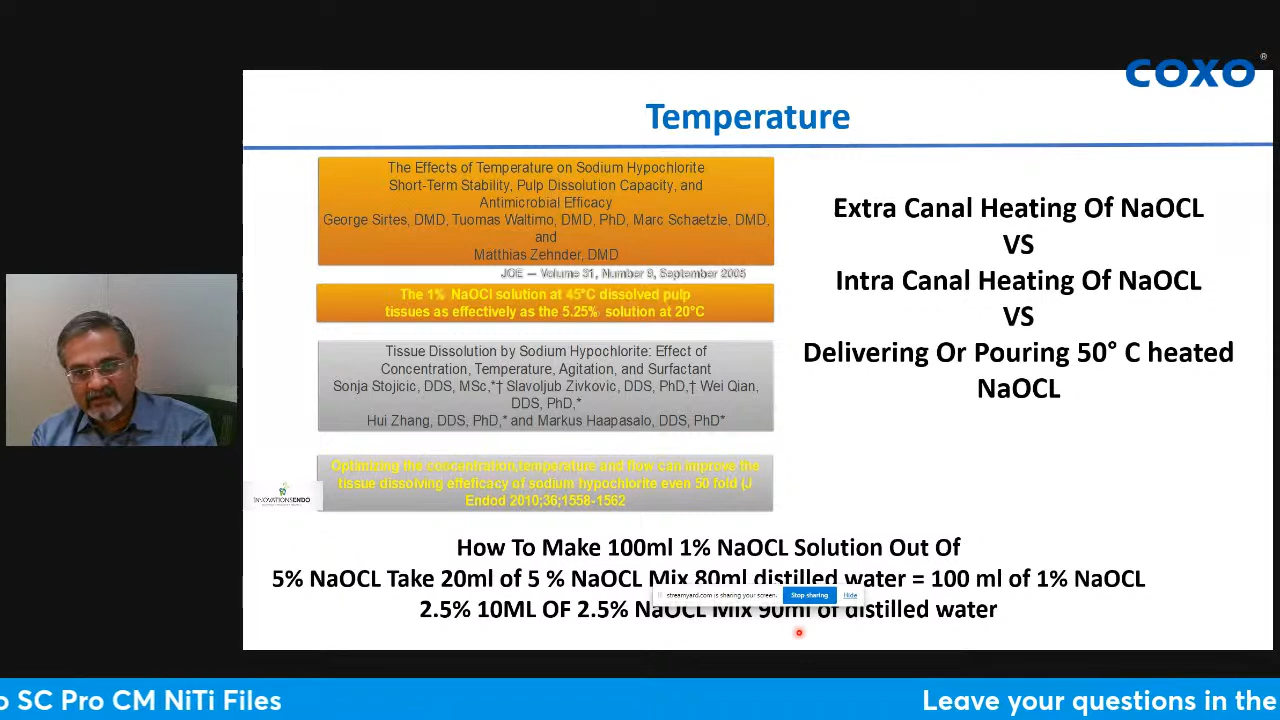 COXO®
Temperature
The Effects of Temperature on Sodium Hypochlorite
Short-Term Stability, Pulp Dissolution Capacity, and
Antimicrobial Efficacy
George Sirtes, DMD, Tuomas Waltimo, DMD, PhD, Marc Schaetzle, DMD,
and
Matthias Zehnder, DMD
JOE — Volume 31, Number 9, September 2005
The 1% NaOCl solution at 45°C dissolved pulp
tissues as effectively as the 5.25% solution at 20°C
Tissue Dissolution by Sodium Hypochlorite: Effect of
Concentration, Temperature, Agitation, and Surfactant
Sonja Stojicic, DDS, MSc,*† Slavoljub Zivkovic, DDS, PhD,† Wei Qian,
DDS, PhD,*
Hui Zhang, DDS, PhD,* and Markus Haapasalo, DDS, PhD*
Optimizing the concentration,temperature and flow can improve the
tissue dissolving effeficacy of sodium hypochlorite even 50 fold (J
Endod 2010;36;1558-1562
Extra Canal Heating Of NaOCL
VS
Intra Canal Heating Of NaOCL
VS
Delivering Or Pouring 50° C heated
NaOCL
INNOVATIONSENDO
How To Make 100ml 1% NaOCL Solution Out Of
5% NaOCL Take 20ml of 5 % NaOCL Mix 80ml distilled water = 100 ml of 1% NaOCL
streamyard.com is sharing your screen. Stop sharing Hide
2.5% 10ML OF 2.5% NaOCL Mix 90ml of distilled water
o SC Pro CM NiTi Files
Leave your questions in the